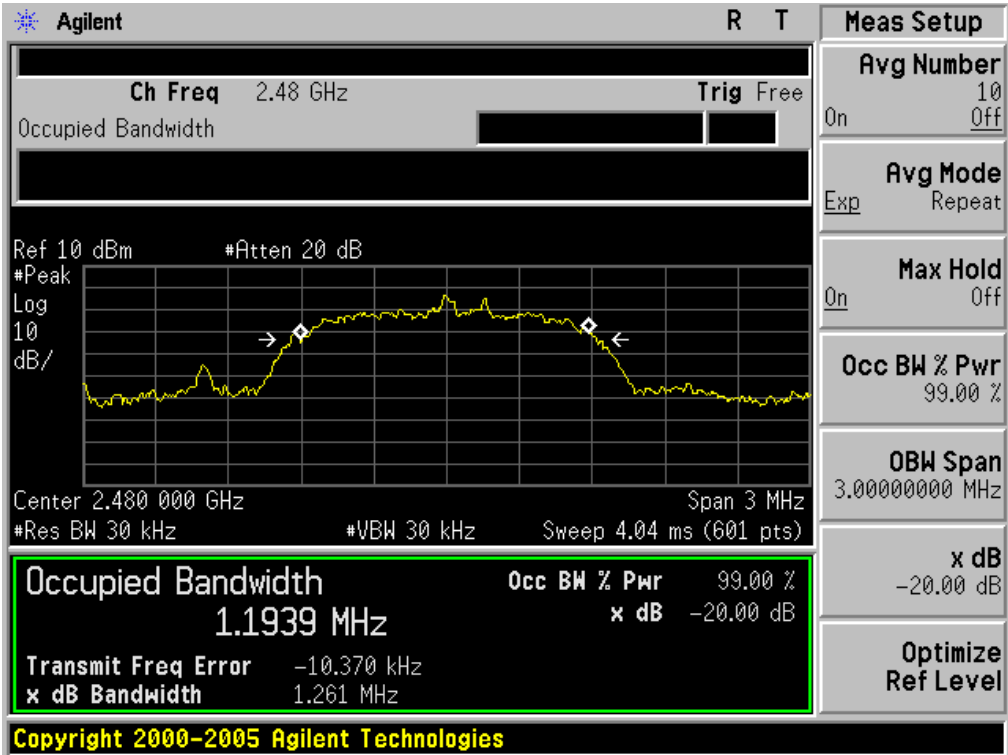 Agilent R T
Ch Freq 2.48 GHz Trig Free
Occupied Bandwidth
Ref 10 dBm #Atten 20 dB
#Peak
Log
10
dB/
Center 2.480 000 GHz Span 3 MHz
#Res BW 30 kHz #VBW 30 kHz Sweep 4.04 ms (601 pts)
Occupied Bandwidth Occ BW % Pwr 99.00 %
1.1939 MHz x dB -20.00 dB
Transmit Freq Error -10.370 kHz
x dB Bandwidth 1.261 MHz
Copyright 2000-2005 Agilent Technologies
Meas Setup
Avg Number
10
On Off
Avg Mode
Exp Repeat
Max Hold
On Off
Occ BW % Pwr
99.00 %
OBW Span
3.00000000 MHz
x dB
-20.00 dB
Optimize
Ref Level